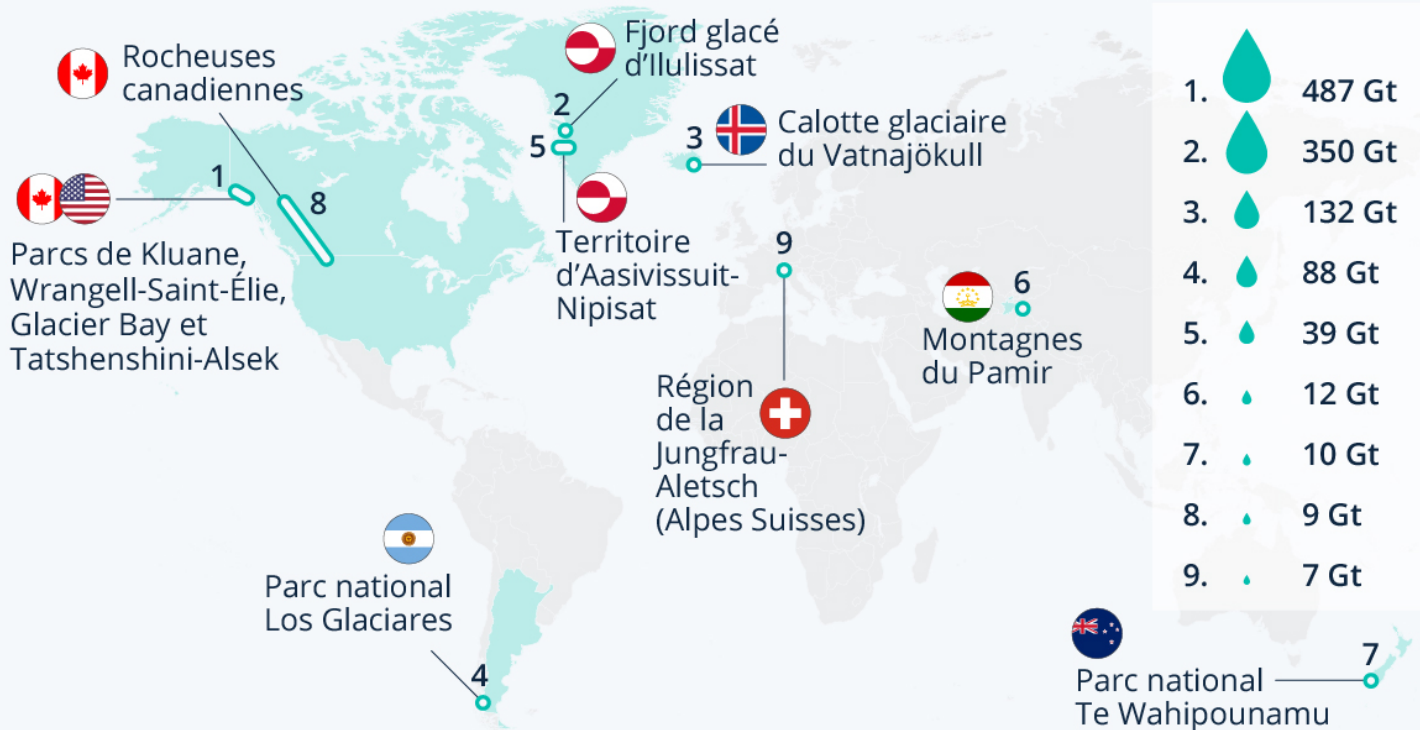 Rocheuses
canadiennes
Fjord glacé
d'Ilulissat
2
5
3
Calotte glaciaire
du Vatnajökull
1
8
Parcs de Kluane,
Wrangell-Saint-Élie,
Glacier Bay et
Tatshenshini-Alsek
Territoire
d'Aasivissuit-
Nipisat
9
6
Montagnes
du Pamir
Région
de la
Jungfrau-
Aletsch
(Alpes Suisses)
Parc national
Los Glaciares
4
7
Parc national
Te Wahipounamu
1. 487 Gt
2. 350 Gt
3. 132 Gt
4. 88 Gt
5. 39 Gt
6. 12 Gt
7. 10 Gt
8. 9 Gt
9. 7 Gt